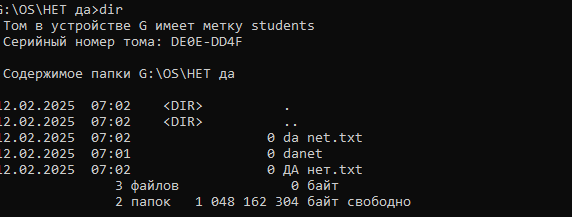 G:\OS\НЕТ да>dir
Том в устройстве G имеет метку students
Серийный номер тома: DE0E-DD4F
Содержимое папки G:\OS\НЕТ да
12.02.2025 07:02 <DIR> .
12.02.2025 07:02 <DIR> ..
12.02.2025 07:02 0 da net.txt
12.02.2025 07:01 0 danet
12.02.2025 07:02 0 ДА нет.txt
3 файлов 0 байт
2 папок 1 048 162 304 байт свободно